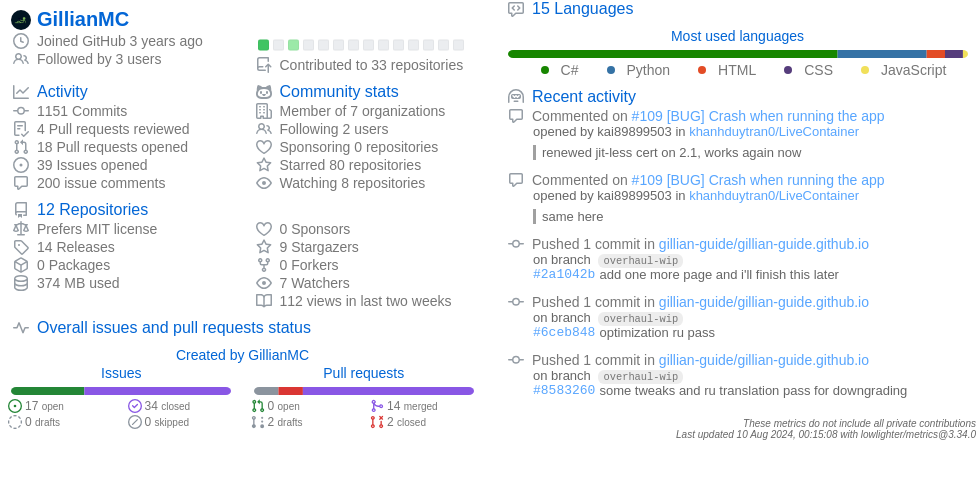 GillianMC
Joined GitHub 3 years ago
Followed by 3 users
Contributed to 33 repositories
Activity
1151 Commits
4 Pull requests reviewed
18 Pull requests opened
39 Issues opened
200 issue comments
Community stats
Member of 7 organizations
Following 2 users
Sponsoring 0 repositories
Starred 80 repositories
Watching 8 repositories
12 Repositories
Prefers MIT license
14 Releases
0 Packages
374 MB used
0 Sponsors
9 Stargazers
0 Forkers
7 Watchers
112 views in last two weeks
Overall issues and pull requests status
Created by GillianMC
Issues
17 open
34 closed
0 drafts
0 skipped
Pull requests
0 open
14 merged
2 drafts
2 closed
15 Languages
Most used languages
C# Python HTML CSS JavaScript
Recent activity
Commented on #109 [BUG] Crash when running the app
opened by kai89899503 in khanhduytran0/LiveContainer
renewed jit-less cert on 2.1, works again now
Commented on #109 [BUG] Crash when running the app
opened by kai89899503 in khanhduytran0/LiveContainer
same here
Pushed 1 commit in gillian-guide/gillian-guide.github.io
on branch overhaul-wip
#2a1042b add one more page and i'll finish this later
Pushed 1 commit in gillian-guide/gillian-guide.github.io
on branch overhaul-wip
#6ceb848 optimization ru pass
Pushed 1 commit in gillian-guide/gillian-guide.github.io
on branch overhaul-wip
#8583260 some tweaks and ru translation pass for downgrading
These metrics do not include all private contributions
Last updated 10 Aug 2024, 00:15:08 with lowlighter/metrics@3.34.0